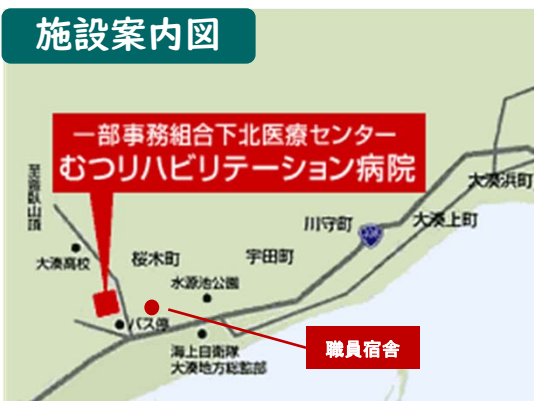 施設案内図
一部事務組合下北医療センター
むつリハビリテーション病院
至釜臥山頂
大湊浜町
大湊上町
川守町
338
宇田町
桜木町
大湊高校
水源池公園
バス停
海上自衛隊
大湊地方総監部
職員宿舎